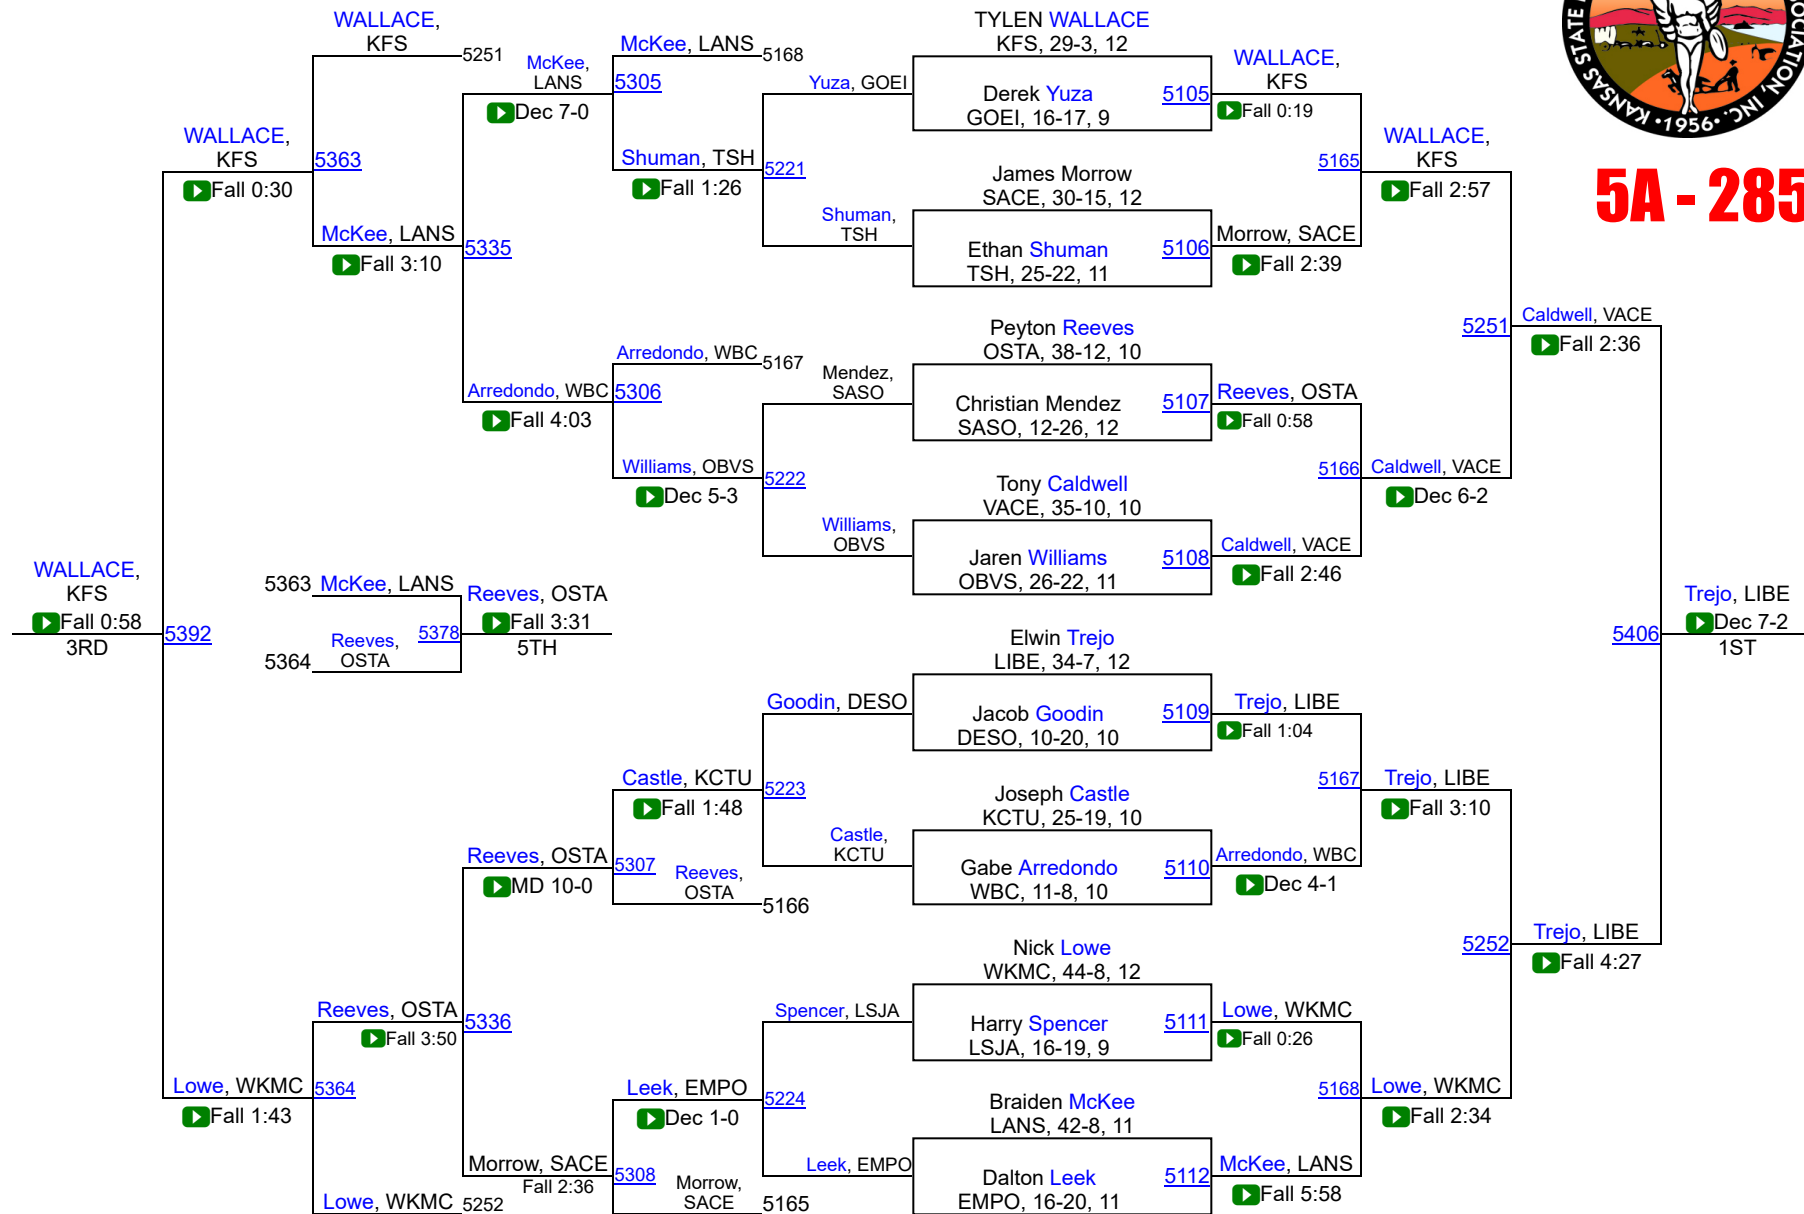 WALLACE,
KFS
5251
McKee, LANS
5168
TYLEN WALLACE
KFS, 29-3, 12
McKee,
LANS
5305
Dec 7-0
Yuza, GOEI
Derek Yuza
GOEI, 16-17, 9
5105
WALLACE,
KFS
Fall 0:19
KANSAS STATE
OCIATION, INC.
•1956•
WALLACE,
KFS
5363
Fall 0:30
Shuman, TSH
5221
Fall 1:26
James Morrow
SACE, 30-15, 12
5165
WALLACE,
KFS
Fall 2:57
5A - 285
McKee, LANS
Fall 3:10
5335
Shuman,
TSH
Ethan Shuman
TSH, 25-22, 11
5106
Morrow, SACE
Fall 2:39
Peyton Reeves
OSTA, 38-12, 10
5251
Caldwell, VACE
Fall 2:36
Arredondo, WBC
5167
Arredondo, WBC
5306
Fall 4:03
Mendez,
SASO
Christian Mendez
SASO, 12-26, 12
5107
Reeves, OSTA
Fall 0:58
Williams, OBVS
5222
Dec 5-3
Tony Caldwell
VACE, 35-10, 10
5166
Caldwell, VACE
Dec 6-2
Williams,
OBVS
Jaren Williams
OBVS, 26-22, 11
5108
Caldwell, VACE
Fall 2:46
WALLACE,
KFS
Fall 0:58
3RD
5392
5363
McKee, LANS
Reeves, OSTA
Fall 3:31
5TH
5378
Reeves,
OSTA
5364
Elwin Trejo
LIBE, 34-7, 12
5406
Trejo, LIBE
Dec 7-2
1ST
Goodin, DESO
Jacob Goodin
DESO, 10-20, 10
5109
Trejo, LIBE
Fall 1:04
Castle, KCTU
5223
Fall 1:48
Joseph Castle
KCTU, 25-19, 10
5167
Trejo, LIBE
Fall 3:10
Reeves, OSTA
5307
MD 10-0
Reeves,
OSTA
5166
Castle,
KCTU
Gabe Arredondo
WBC, 11-8, 10
5110
Arredondo, WBC
Dec 4-1
Nick Lowe
WKMC, 44-8, 12
5252
Trejo, LIBE
Fall 4:27
Reeves, OSTA
5336
Fall 3:50
Spencer, LSJA
Harry Spencer
LSJA, 16-19, 9
5111
Lowe, WKMC
Fall 0:26
Lowe, WKMC
5364
Fall 1:43
Leek, EMPO
5224
Dec 1-0
Braiden McKee
LANS, 42-8, 11
5168
Lowe, WKMC
Fall 2:34
Morrow, SACE
5308
Fall 2:36
Morrow,
SACE
5165
Leek, EMPO
Dalton Leek
EMPO, 16-20, 11
5112
McKee, LANS
Fall 5:58
Lowe, WKMC
5252